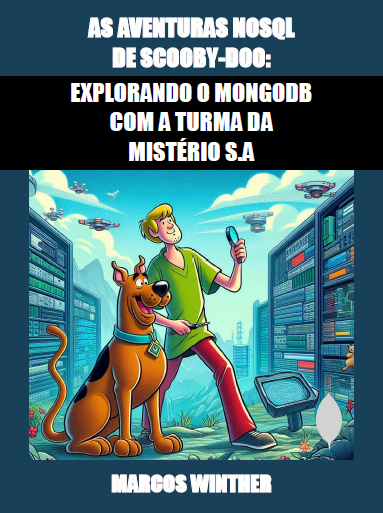 AS AVENTURAS NOSQL
DE SCOOBY-DOO:
EXPLORANDO O MONGODB
COM A TURMA DA
MISTÉRIO S.A
MARCOS WINTHER